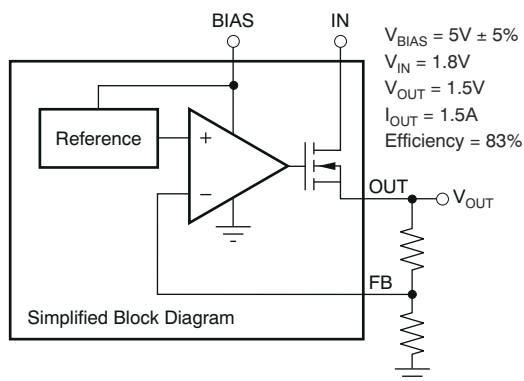 BIAS
IN
V_BIAS = 5V ± 5%
V_IN = 1.8V
V_OUT = 1.5V
I_OUT = 1.5A
Efficiency = 83%
Reference
+
−
OUT
V_OUT
FB
Simplified Block Diagram